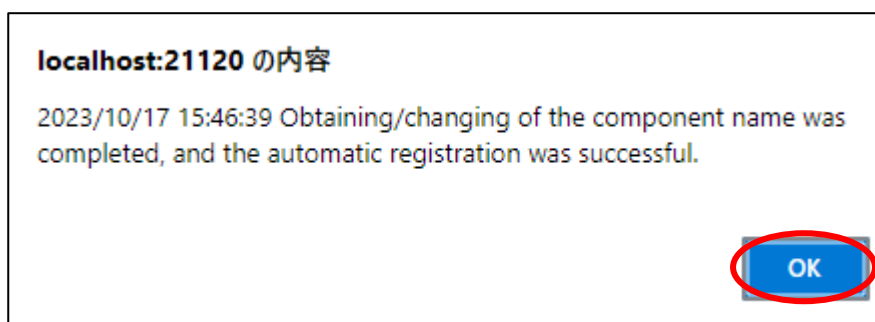 localhost:21120 の内容
2023/10/17 15:46:39 Obtaining/changing of the component name was
completed, and the automatic registration was successful.
OK